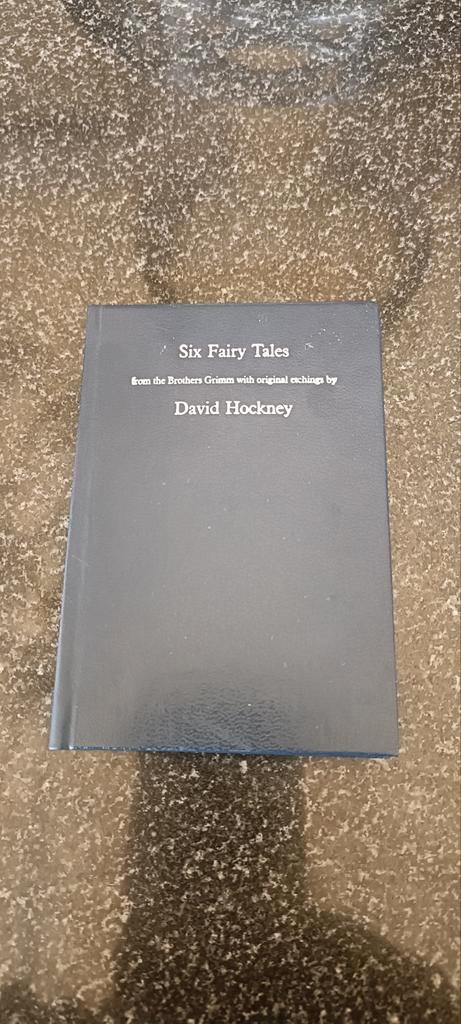 Six Fairy Tales
from the Brothers Grimm with original etchings by
David Hockney